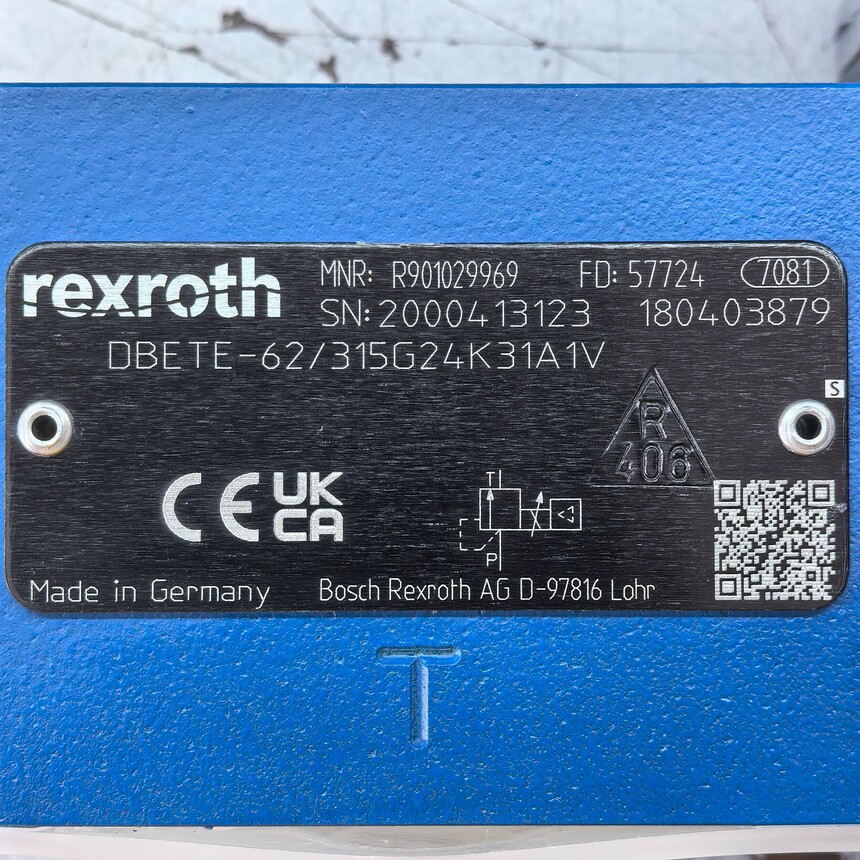 rexroth
MNR: R901029969 FD: 57724 7081
SN: 2000413123 180403879
DBETE-62/315G24K31A1V
S
R
406
CE UK
CA
T
P
Made in Germany Bosch Rexroth AG D-97816 Lohr
T